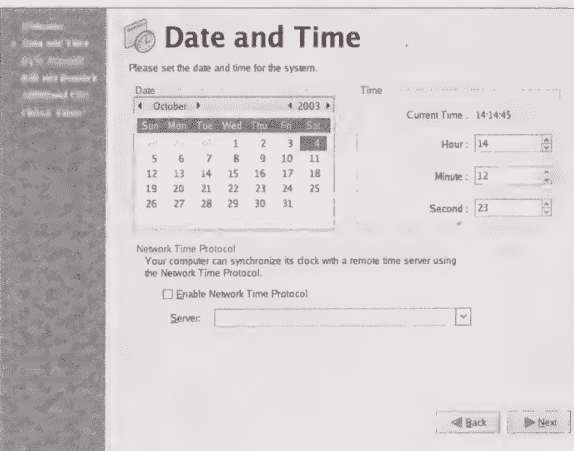 Date and Time
Please set the date and time for the system.
Date
October 2003
Sun Mon Tue Wed Thu Fri Sat
1 2 3 4
5 6 7 8 9 10 11
12 13 14 15 16 17 18
19 20 21 22 23 24 25
26 27 28 29 30 31
Time
Current Time : 14:14:45
Hour : 14
Minute : 12
Second : 23
Network Time Protocol
Your computer can synchronize its clock with a remote time server using
the Network Time Protocol.
Enable Network Time Protocol
Server:
Back
Next